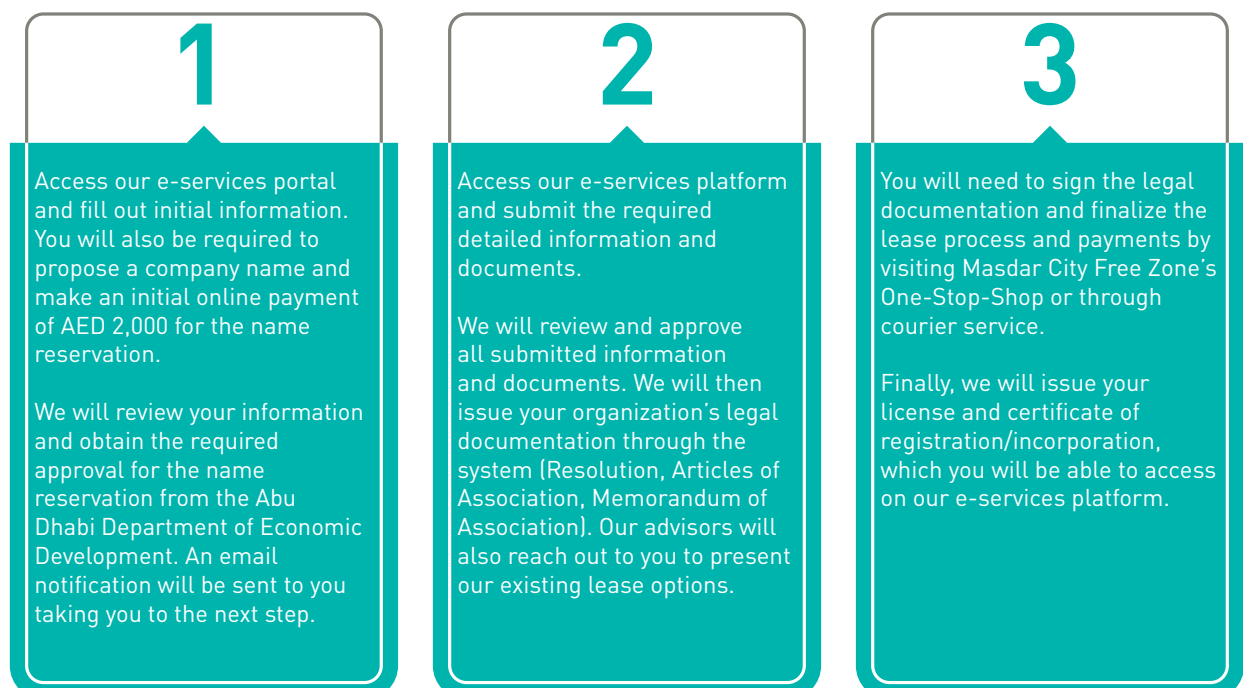 1
Access our e-services portal
and fill out initial information.
You will also be required to
propose a company name and
make an initial online payment
of AED 2,000 for the name
reservation.
We will review your information
and obtain the required
approval for the name
reservation from the Abu
Dhabi Department of Economic
Development. An email
notification will be sent to you
taking you to the next step.
2
Access our e-services platform
and submit the required
detailed information and
documents.
We will review and approve
all submitted information
and documents. We will then
issue your organization’s legal
documentation through the
system (Resolution, Articles of
Association, Memorandum of
Association). Our advisors will
also reach out to you to present
our existing lease options.
3
You will need to sign the legal
documentation and finalize the
lease process and payments by
visiting Masdar City Free Zone’s
One-Stop-Shop or through
courier service.
Finally, we will issue your
license and certificate of
registration/incorporation,
which you will be able to access
on our e-services platform.